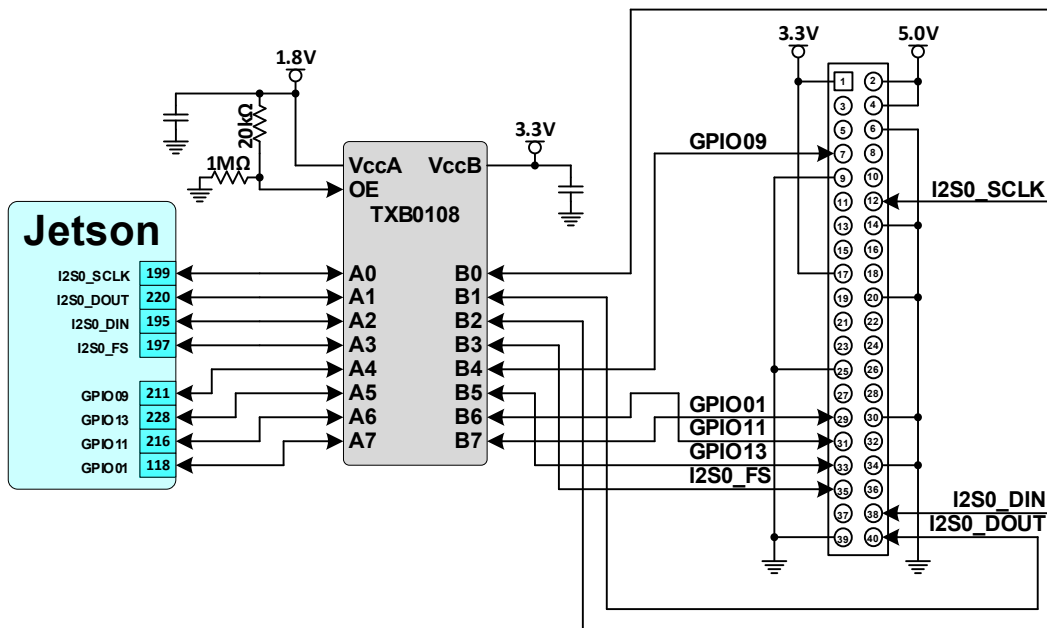 1.8V
3.3V
5.0V
20kΩ
1MΩ
3.3V
VccA VccB
OE
TXB0108
Jetson
I2S0_SCLK 199
I2S0_DOUT 220
I2S0_DIN 195
I2S0_FS 197
GPIO09 211
GPIO13 228
GPIO11 216
GPIO01 118
A0 B0
A1 B1
A2 B2
A3 B3
A4 B4
A5 B5
A6 B6
A7 B7
GPIO09
GPIO01
GPIO11
GPIO13
I2S0_FS
1 2
3 4
5 6
7 8
9 10
11 12
13 14
15 16
17 18
19 20
21 22
23 24
25 26
27 28
29 30
31 32
33 34
35 36
37 38
39 40
I2S0_SCLK
I2S0_DIN
I2S0_DOUT